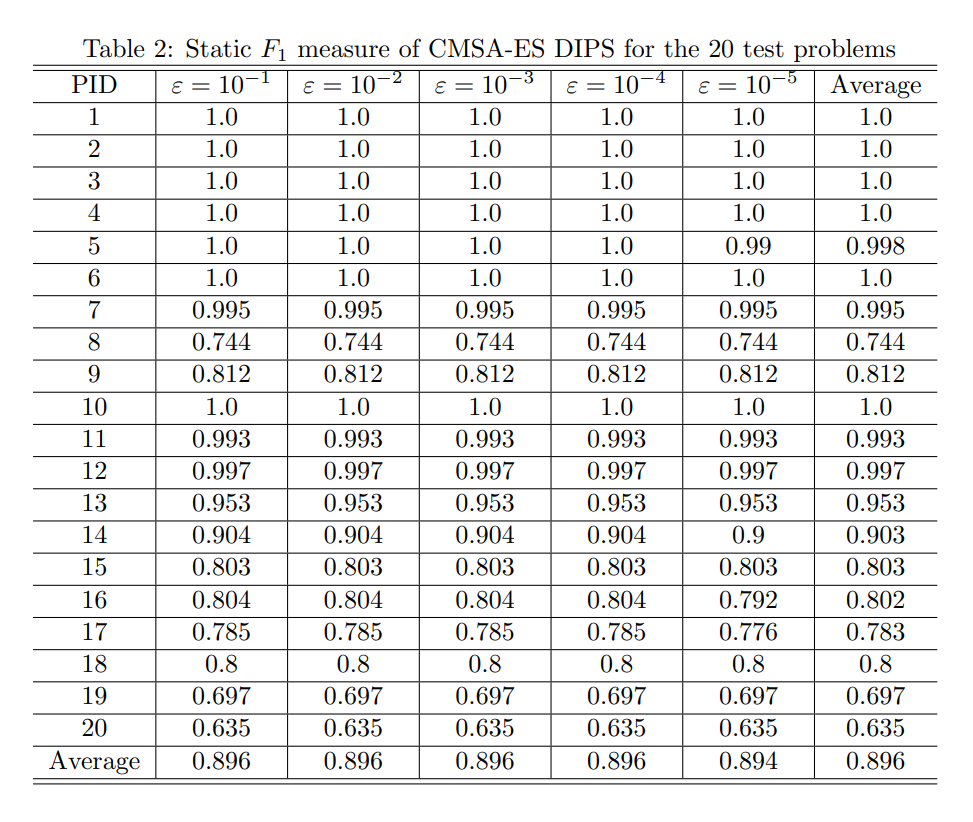 Table 2: Static F₁ measure of CMSA-ES DIPS for the 20 test problems
PID ε = 10⁻¹ ε = 10⁻² ε = 10⁻³ ε = 10⁻⁴ ε = 10⁻⁵ Average
1 1.0 1.0 1.0 1.0 1.0 1.0
2 1.0 1.0 1.0 1.0 1.0 1.0
3 1.0 1.0 1.0 1.0 1.0 1.0
4 1.0 1.0 1.0 1.0 1.0 1.0
5 1.0 1.0 1.0 1.0 0.99 0.998
6 1.0 1.0 1.0 1.0 1.0 1.0
7 0.995 0.995 0.995 0.995 0.995 0.995
8 0.744 0.744 0.744 0.744 0.744 0.744
9 0.812 0.812 0.812 0.812 0.812 0.812
10 1.0 1.0 1.0 1.0 1.0 1.0
11 0.993 0.993 0.993 0.993 0.993 0.993
12 0.997 0.997 0.997 0.997 0.997 0.997
13 0.953 0.953 0.953 0.953 0.953 0.953
14 0.904 0.904 0.904 0.904 0.9 0.903
15 0.803 0.803 0.803 0.803 0.803 0.803
16 0.804 0.804 0.804 0.804 0.792 0.802
17 0.785 0.785 0.785 0.785 0.776 0.783
18 0.8 0.8 0.8 0.8 0.8 0.8
19 0.697 0.697 0.697 0.697 0.697 0.697
20 0.635 0.635 0.635 0.635 0.635 0.635
Average 0.896 0.896 0.896 0.896 0.894 0.896